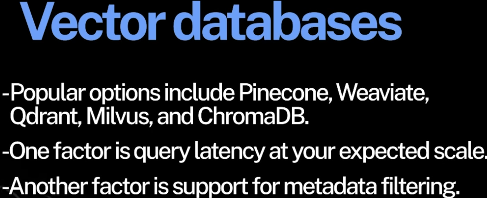 Vector databases
-Popular options include Pinecone, Weaviate,
Qdrant, Milvus, and ChromaDB.
-One factor is query latency at your expected scale.
-Another factor is support for metadata filtering.